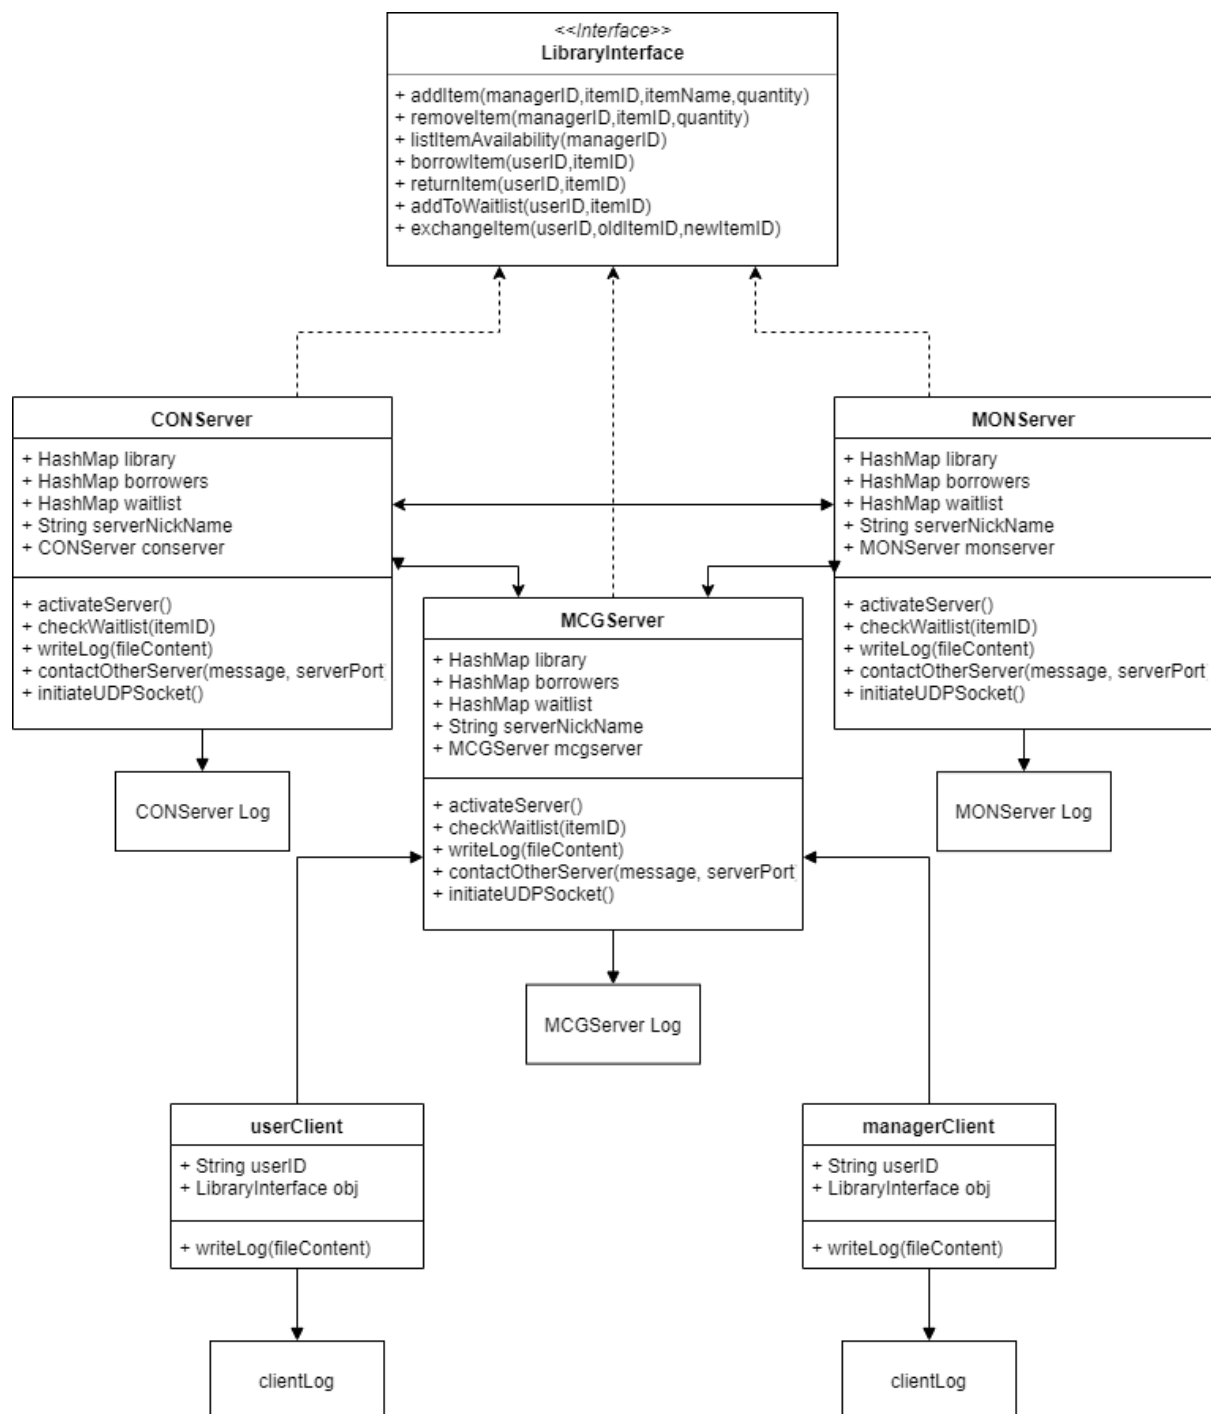 <<Interface>>
LibraryInterface
+ addItem(managerID,itemID,itemName,quantity)
+ removeItem(managerID,itemID,quantity)
+ listItemAvailability(managerID)
+ borrowItem(userID,itemID)
+ returnItem(userID,itemID)
+ addToWaitlist(userID,itemID)
+ exchangeItem(userID,oldItemID,newItemID)
CONServer
+ HashMap library
+ HashMap borrowers
+ HashMap waitlist
+ String serverNickName
+ CONServer conserver
+ activateServer()
+ checkWaitlist(itemID)
+ writeLog(fileContent)
+ contactOtherServer(message, serverPort)
+ initiateUDPSocket()
MONServer
+ HashMap library
+ HashMap borrowers
+ HashMap waitlist
+ String serverNickName
+ MONServer monserver
+ activateServer()
+ checkWaitlist(itemID)
+ writeLog(fileContent)
+ contactOtherServer(message, serverPort)
+ initiateUDPSocket()
MCGServer
+ HashMap library
+ HashMap borrowers
+ HashMap waitlist
+ String serverNickName
+ MCGServer mcgserver
+ activateServer()
+ checkWaitlist(itemID)
+ writeLog(fileContent)
+ contactOtherServer(message, serverPort)
+ initiateUDPSocket()
CONServer Log
MONServer Log
MCGServer Log
userClient
+ String userID
+ LibraryInterface obj
+ writeLog(fileContent)
managerClient
+ String userID
+ LibraryInterface obj
+ writeLog(fileContent)
clientLog
clientLog